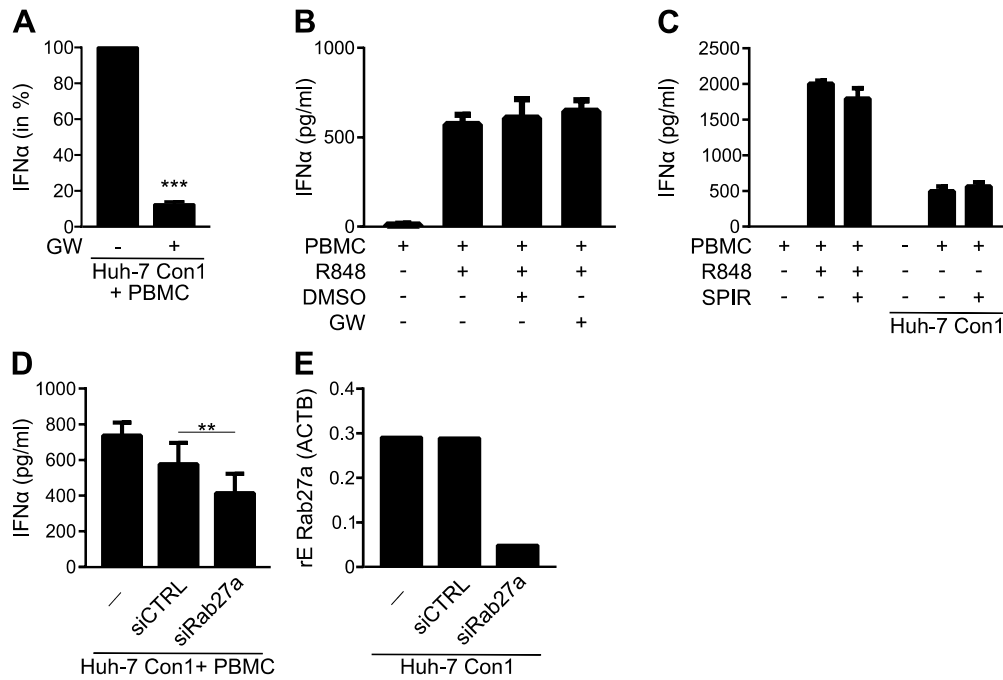 A
IFNα (in %)
100
80
60
40
20
0
***
GW - +
Huh-7 Con1
+ PBMC
B
IFNα (pg/ml)
1000
500
0
PBMC + + + +
R848 - + + +
DMSO - - + -
GW - - - +
C
IFNα (pg/ml)
2500
2000
1500
1000
500
0
PBMC + + + - + +
R848 - + + - - -
SPIR - - + - - +
Huh-7 Con1
D
IFNα (pg/ml)
1000
800
600
400
200
0
**
— siCTRL siRab27a
Huh-7 Con1+ PBMC
E
rE Rab27a (ACTB)
0.4
0.3
0.2
0.1
0
— siCTRL siRab27a
Huh-7 Con1